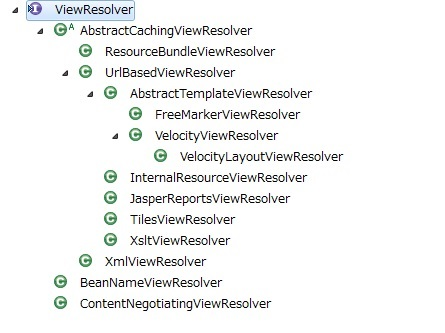 ViewResolver
AbstractCachingViewResolver
ResourceBundleViewResolver
UrlBasedViewResolver
AbstractTemplateViewResolver
FreeMarkerViewResolver
VelocityViewResolver
VelocityLayoutViewResolver
InternalResourceViewResolver
JasperReportsViewResolver
TilesViewResolver
XsltViewResolver
XmlViewResolver
BeanNameViewResolver
ContentNegotiatingViewResolver